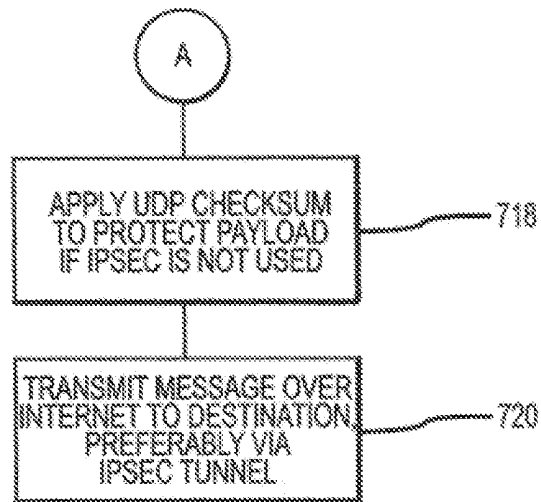 A
APPLY UDP CHECKSUM
TO PROTECT PAYLOAD
IF IPSEC IS NOT USED
718
TRANSMIT MESSAGE OVER
INTERNET TO DESTINATION,
PREFERABLY VIA
IPSEC TUNNEL
720